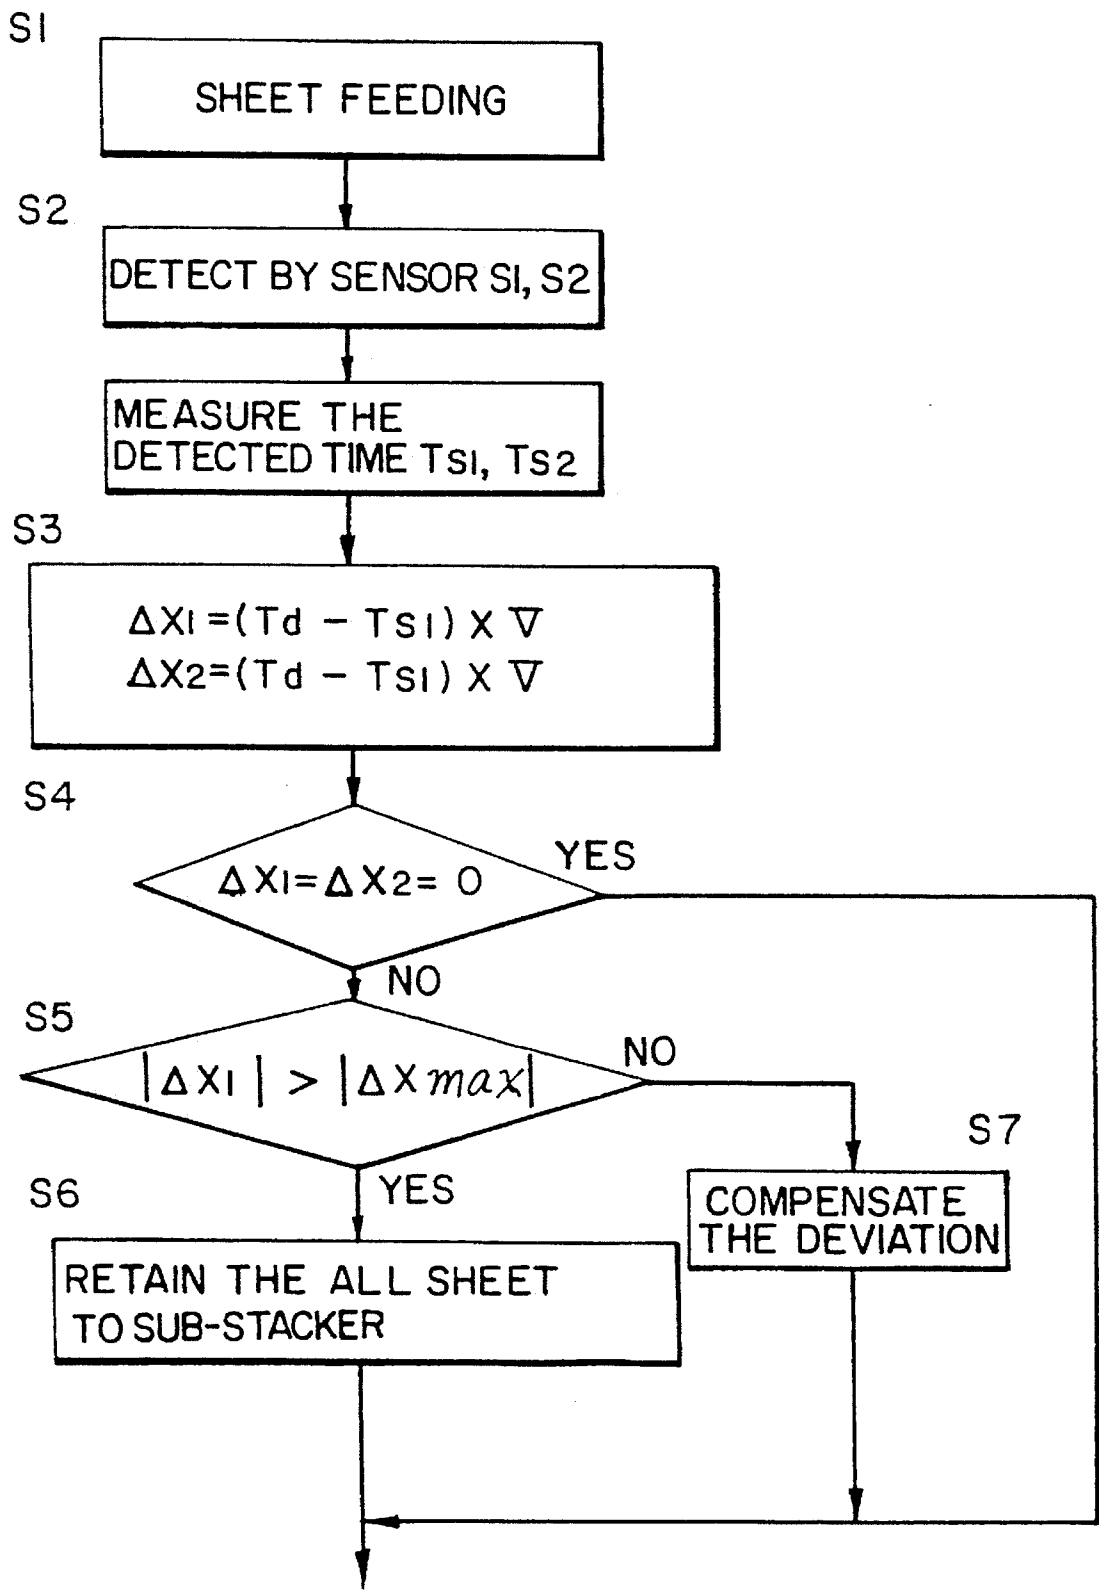 S1
SHEET FEEDING
S2
DETECT BY SENSOR S1, S2
MEASURE THE
DETECTED TIME TS1, TS2
S3
ΔX1=(Td - TS1) X ∇
ΔX2=(Td - TS1) X ∇
S4
ΔX1=ΔX2= 0
YES
NO
S5
|ΔX1| > |ΔXmax|
NO
S7
COMPENSATE
THE DEVIATION
YES
S6
RETAIN THE ALL SHEET
TO SUB-STACKER